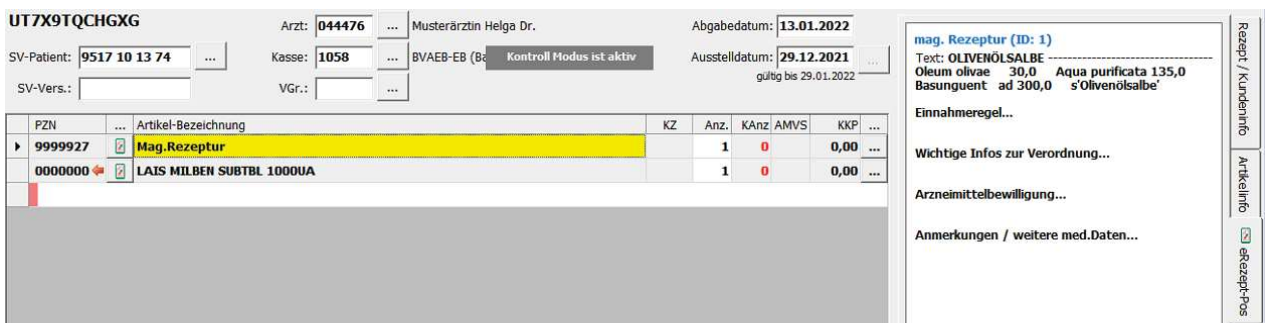 UT7X9TQCHGXG
Arzt: 044476 ... Musterärztin Helga Dr.
Abgabedatum: 13.01.2022
SV-Patient: 9517 10 13 74 ...
Kasse: 1058 ... BVAEB-EB (Ba
Kontroll Modus ist aktiv
Ausstelldatum: 29.12.2021 ...
gültig bis 29.01.2022
SV-Vers.:
VGr.: ...
PZN ... Artikel-Bezeichnung KZ Anz. KAnz AMVS KKP ...
9999927 Mag.Rezeptur 1 0 0,00 ...
0000000 LAIS MILBEN SUBTBL 1000UA 1 0 0,00 ...
mag. Rezeptur (ID: 1)
Text: OLIVENÖLSALBE --------------------------------
Oleum olivae 30,0 Aqua purificata 135,0
Basunguent ad 300,0 s'Olivenölsalbe'
Einnahmeregel...
Wichtige Infos zur Verordnung...
Arzneimittelbewilligung...
Anmerkungen / weitere med.Daten...
Rezept / Kundeninfo
Artikelinfo
eRezept-Pos